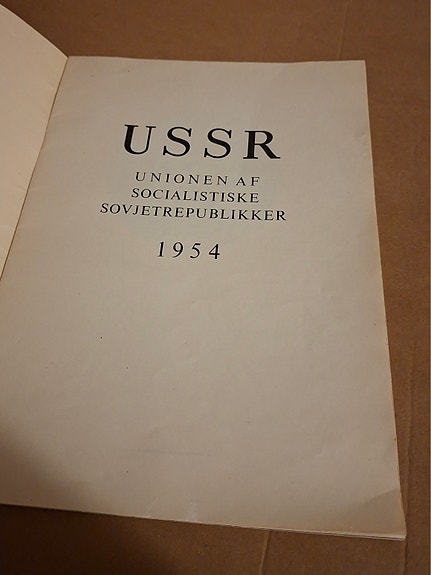 USSR
UNIONEN AF
SOCIALISTISKE
SOVJETREPUBLIKKER
1954